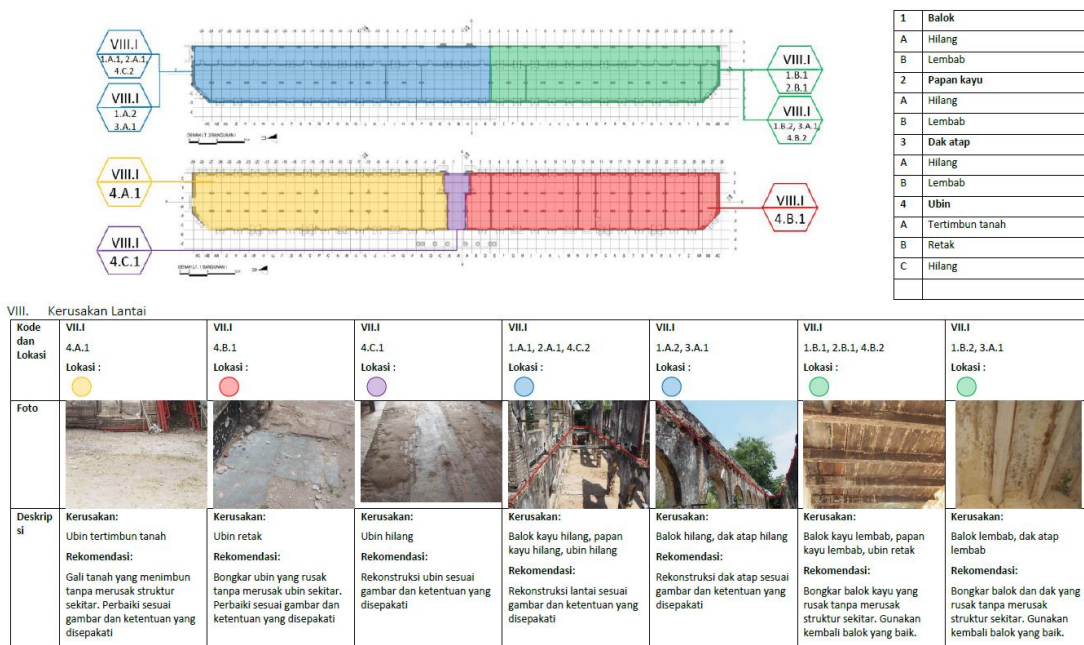 VIII.I
1.A.1, 2.A.1,
4.C.2
VIII.I
1.A.2
3.A.1
VIII.I
1.B.1
2.B.1
VIII.I
1.B.2, 3.A.1,
4.B.2
VIII.I
4.A.1
VIII.I
4.C.1
VIII.I
4.B.1
1 Balok
A Hilang
B Lembab
2 Papan kayu
A Hilang
B Lembab
3 Dak atap
A Hilang
B Lembab
4 Ubin
A Tertimbun tanah
B Retak
C Hilang
VIII. Kerusakan Lantai
Kode dan Lokasi
VII.I
4.A.1
Lokasi :
VII.I
4.B.1
Lokasi :
VII.I
4.C.1
Lokasi :
VII.I
1.A.1, 2.A.1, 4.C.2
Lokasi :
VII.I
1.A.2, 3.A.1
Lokasi :
VII.I
1.B.1, 2.B.1, 4.B.2
Lokasi :
VII.I
1.B.2, 3.A.1
Lokasi :
Foto
Deskrip
si
Kerusakan:
Ubin tertimbun tanah
Rekomendasi:
Gali tanah yang menimbun
tanpa merusak struktur
sekitar. Perbaiki sesuai
gambar dan ketentuan yang
disepakati
Kerusakan:
Ubin retak
Rekomendasi:
Bongkar ubin yang rusak
tanpa merusak ubin sekitar.
Perbaiki sesuai gambar dan
ketentuan yang disepakati
Kerusakan:
Ubin hilang
Rekomendasi:
Rekonstruksi ubin sesuai
gambar dan ketentuan yang
disepakati
Kerusakan:
Balok kayu hilang, papan
kayu hilang, ubin hilang
Rekomendasi:
Rekonstruksi lantai sesuai
gambar dan ketentuan yang
disepakati
Kerusakan:
Balok hilang, dak atap hilang
Rekomendasi:
Rekonstruksi dak atap sesuai
gambar dan ketentuan yang
disepakati
Kerusakan:
Balok kayu lembab, papan
kayu lembab, ubin retak
Rekomendasi:
Bongkar balok kayu yang
rusak tanpa merusak
struktur sekitar. Gunakan
kembali balok yang baik.
Kerusakan:
Balok lembab, dak atap
lembab
Rekomendasi:
Bongkar balok dan dak yang
rusak tanpa merusak
struktur sekitar. Gunakan
kembali balok yang baik.